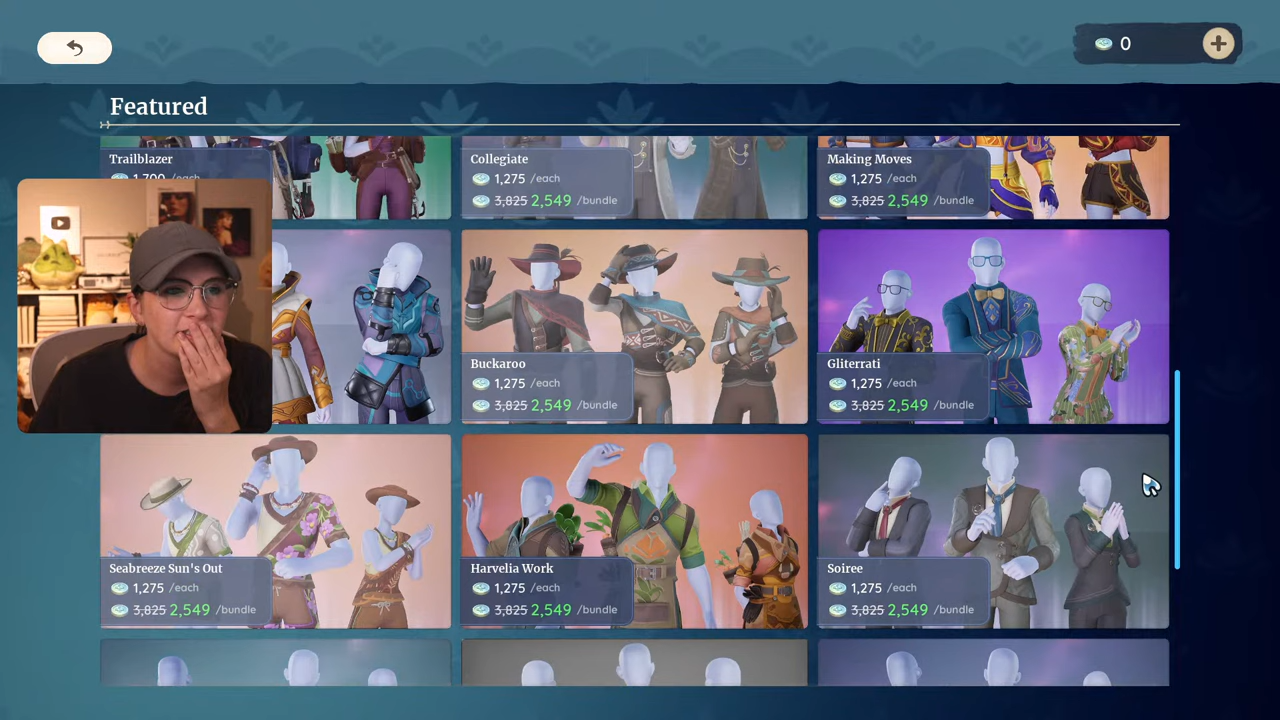 0
Featured
Trailblazer
1,700 /each
Collegiate
1,275 /each
3,825 2,549 /bundle
Making Moves
1,275 /each
3,825 2,549 /bundle
Buckaroo
1,275 /each
3,825 2,549 /bundle
Gliterrati
1,275 /each
3,825 2,549 /bundle
Seabreeze Sun's Out
1,275 /each
3,825 2,549 /bundle
Harvelia Work
1,275 /each
3,825 2,549 /bundle
Soiree
1,275 /each
3,825 2,549 /bundle